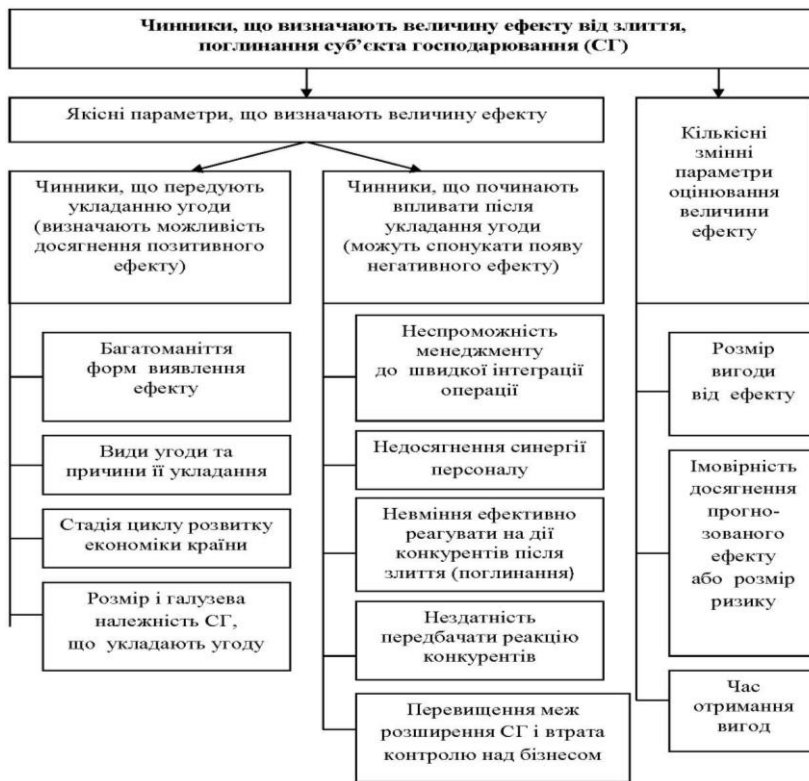 Чинники, що визначають величину ефекту від злиття,
поглинання суб’єкта господарювання (СГ)
Якісні параметри, що визначають величину ефекту
Чинники, що передують
укладанню угоди
(визначають можливість
досягнення позитивного
ефекту)
Багатоманіття
форм виявлення
ефекту
Види угоди та
причини її укладання
Стадія циклу розвитку
економіки країни
Розмір і галузева
належність СГ,
що укладають угоду
Чинники, що починають
впливати після
укладання угоди
(можуть спонукати появу
негативного ефекту)
Неспроможність
менеджменту
до швидкої інтеграції
операції
Недосягнення синергії
персоналу
Невміння ефективно
реагувати на дії
конкурентів після
злиття (поглинання)
Нездатність
передбачати реакцію
конкурентів
Перевищення меж
розширення СГ і втрата
контролю над бізнесом
Кількісні
змінні
параметри
оцінювання
величини
ефекту
Розмір
вигоди
від ефекту
Імовірність
досягнення
прогно-
зованого
ефекту
або розмір
ризику
Час
отримання
вигод